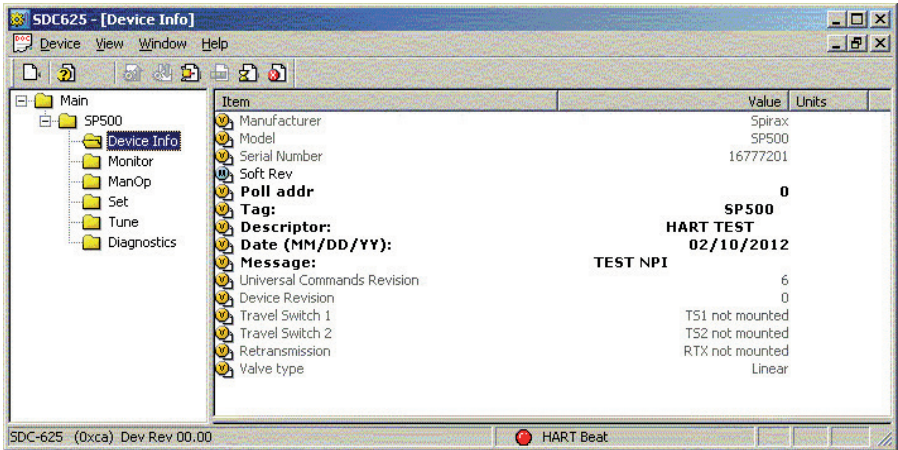 SDC625 - [Device Info]
Device View Window Help
Main
SP500
Device Info
Monitor
ManOp
Set
Tune
Diagnostics
Item Value Units
Manufacturer Spirax
Model SP500
Serial Number 16777201
Soft Rev
Poll addr 0
Tag: SP500
Descriptor: HART TEST
Date (MM/DD/YY): 02/10/2012
Message: TEST NPI
Universal Commands Revision 6
Device Revision 0
Travel Switch 1 TS1 not mounted
Travel Switch 2 TS2 not mounted
Retransmission RTX not mounted
Valve type Linear
SDC-625 (0xca) Dev Rev 00.00 HART Beat